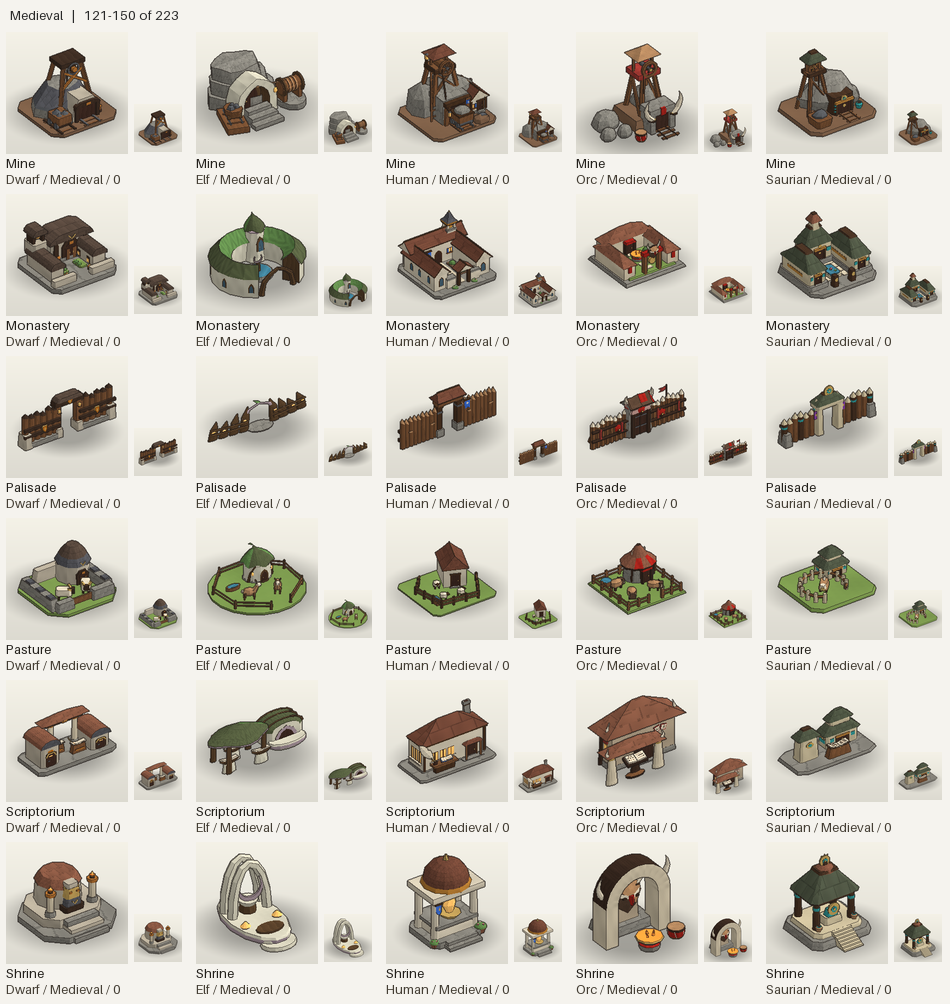 Medieval | 121-150 of 223
Mine Mine Mine Mine Mine
Dwarf / Medieval / 0 Elf / Medieval / 0 Human / Medieval / 0 Orc / Medieval / 0 Saurian / Medieval / 0
Monastery Monastery Monastery Monastery Monastery
Dwarf / Medieval / 0 Elf / Medieval / 0 Human / Medieval / 0 Orc / Medieval / 0 Saurian / Medieval / 0
Palisade Palisade Palisade Palisade Palisade
Dwarf / Medieval / 0 Elf / Medieval / 0 Human / Medieval / 0 Orc / Medieval / 0 Saurian / Medieval / 0
Pasture Pasture Pasture Pasture Pasture
Dwarf / Medieval / 0 Elf / Medieval / 0 Human / Medieval / 0 Orc / Medieval / 0 Saurian / Medieval / 0
Scriptorium Scriptorium Scriptorium Scriptorium Scriptorium
Dwarf / Medieval / 0 Elf / Medieval / 0 Human / Medieval / 0 Orc / Medieval / 0 Saurian / Medieval / 0
Shrine Shrine Shrine Shrine Shrine
Dwarf / Medieval / 0 Elf / Medieval / 0 Human / Medieval / 0 Orc / Medieval / 0 Saurian / Medieval / 0